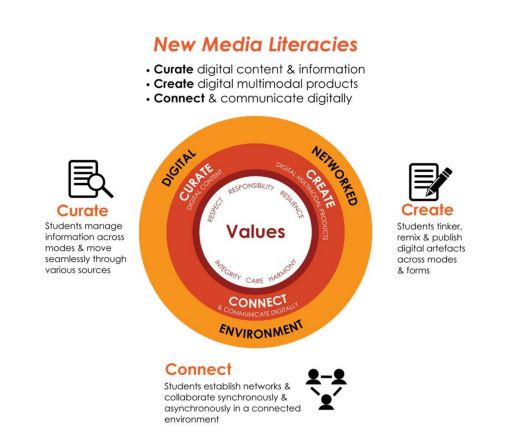 New Media Literacies
• Curate digital content & information
• Create digital multimodal products
• Connect & communicate digitally
DIGITAL
NETWORKED
ENVIRONMENT
CURATE
DIGITAL CONTENT
CREATE
DIGITAL MULTIMODAL PRODUCTS
CONNECT
& COMMUNICATE DIGITALLY
RESPECT RESPONSIBILITY RESILIENCE
Values
INTEGRITY CARE HARMONY
Curate
Students manage
information across
modes & move
seamlessly through
various sources
Create
Students tinker,
remix & publish
digital artefacts
across modes
& forms
Connect
Students establish networks &
collaborate synchronously &
asynchronously in a connected
environment